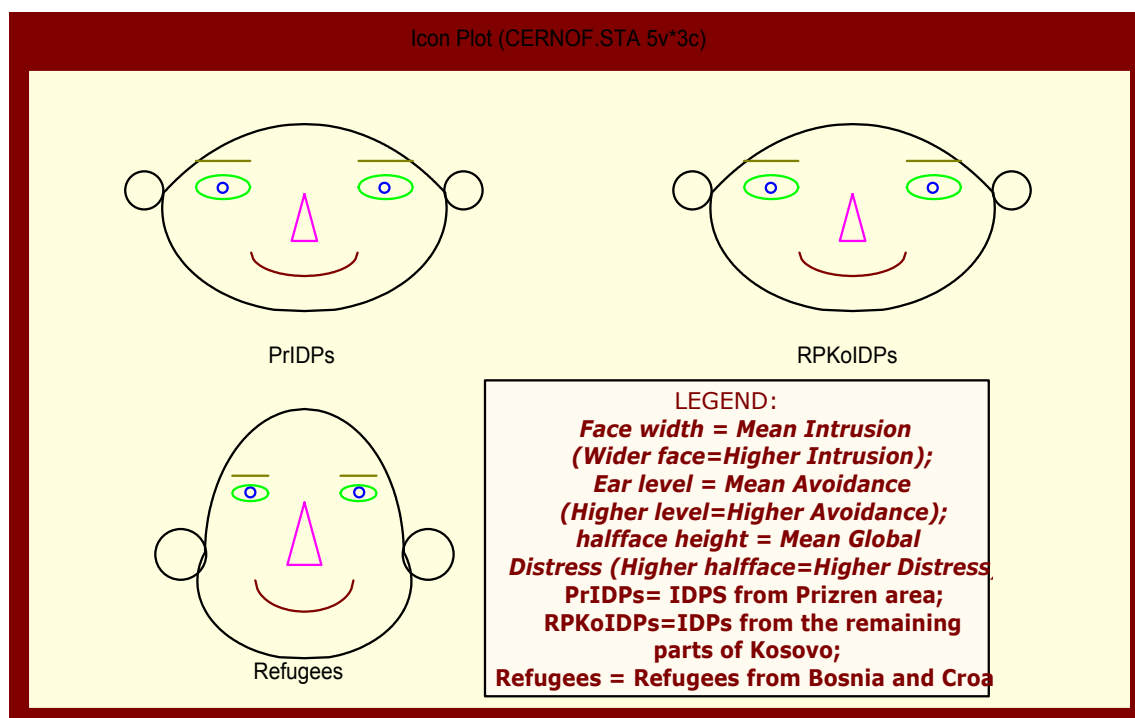 Icon Plot (CERNOF.STA 5v*3c)
PrIDPs
RPKoIDPs
Refugees
LEGEND:
Face width = Mean Intrusion
(Wider face=Higher Intrusion);
Ear level = Mean Avoidance
(Higher level=Higher Avoidance);
halfface height = Mean Global
Distress (Higher halfface=Higher Distress
PrIDPs= IDPS from Prizren area;
RPKoIDPs=IDPs from the remaining
parts of Kosovo;
Refugees = Refugees from Bosnia and Croa